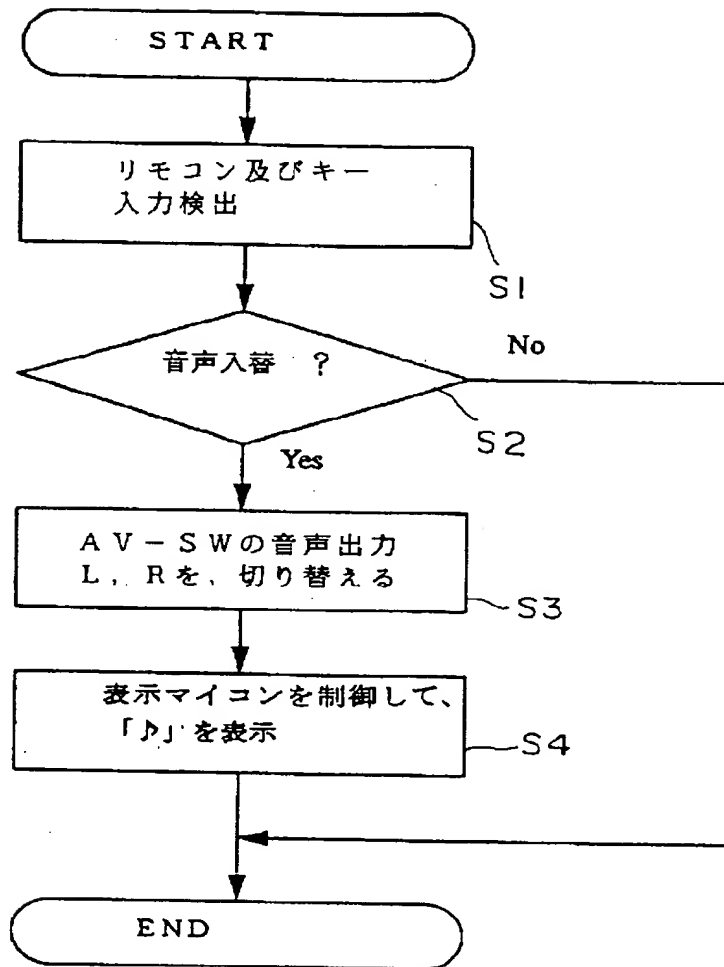 START
リモコン及びキー
入力検出
S1
音声入替 ?
No
S2
Yes
AV-SWの音声出力
L,Rを、切り替える
S3
表示マイコンを制御して、
「♪」を表示
S4
END